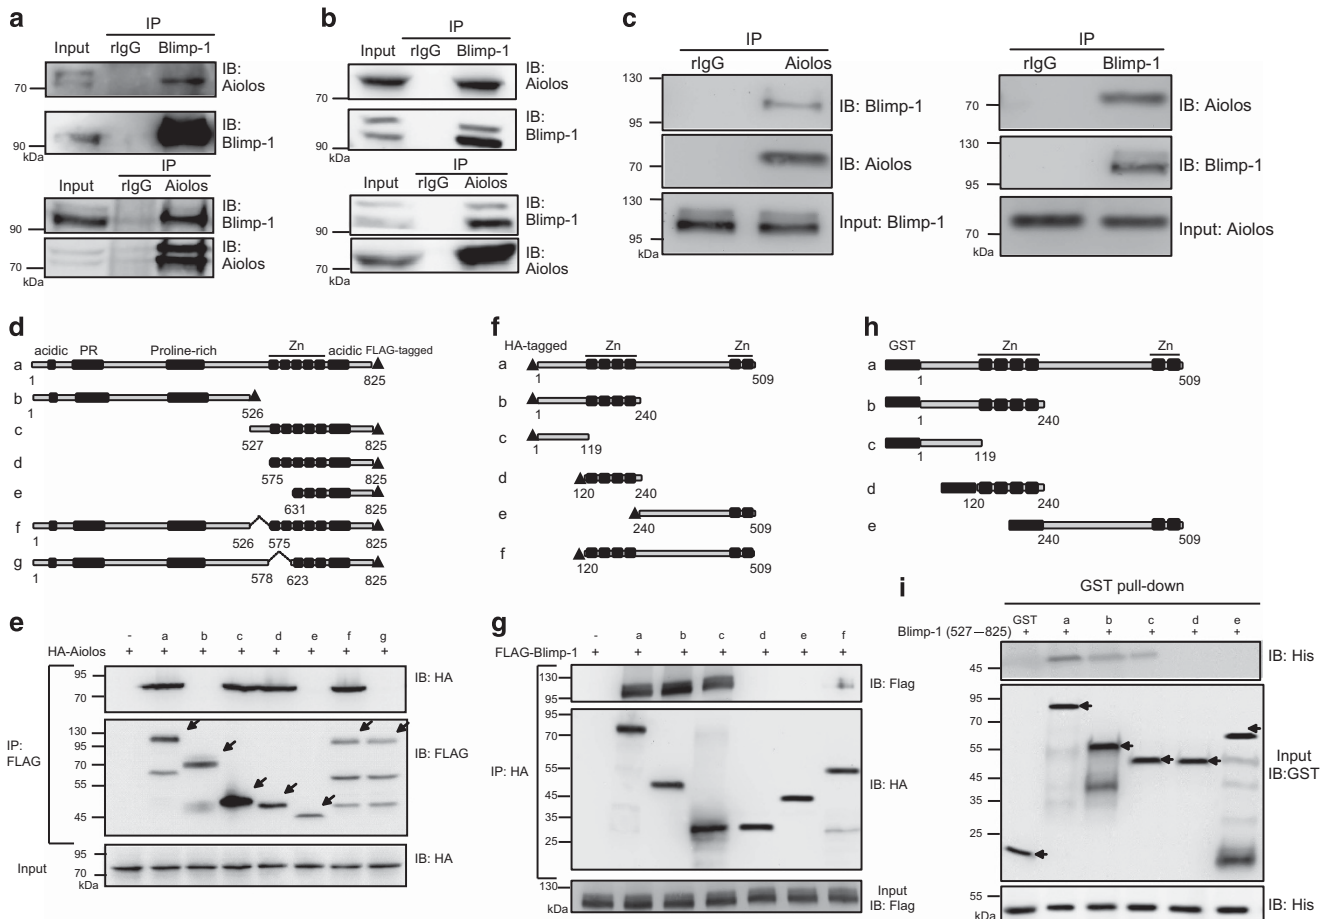 a
IP
Input rIgG Blimp-1
IB: Aiolos
70
IB: Blimp-1
90
kDa
IP
Input rIgG Aiolos
IB: Blimp-1
90
IB: Aiolos
70
kDa
b
IP
Input rIgG Blimp-1
IB: Aiolos
70
IB: Blimp-1
90
kDa
IP
Input rIgG Aiolos
IB: Blimp-1
90
IB: Aiolos
70
kDa
c
IP
rIgG Aiolos
130
IB: Blimp-1
95
IB: Aiolos
70
130
Input: Blimp-1
95
kDa
IP
rIgG Blimp-1
70
IB: Aiolos
130
IB: Blimp-1
95
Input: Aiolos
70
kDa
d
acidic PR Proline-rich Zn acidic FLAG-tagged
a
1 825
b
1 526
c
527 825
d
575 825
e
631 825
f
1 526 575 825
g
1 578 623 825
f
HA-tagged Zn Zn
a
1 509
b
1 240
c
1 119
d
120 240
e
240 509
f
120 509
h
GST Zn Zn
a
1 509
b
1 240
c
1 119
d
120 240
e
240 509
e
- a b c d e f g
HA-Aiolos + + + + + + + +
95
70
IB: HA
IP: FLAG
130
95
70
55
45
IB: FLAG
Input
95
70
kDa
IB: HA
g
- a b c d e f
FLAG-Blimp-1 + + + + + + +
130
95
IB: Flag
IP: HA
95
70
55
45
35
25
IB: HA
130
kDa
Input
IB: Flag
i
GST pull-down
GST a b c d e
Blimp-1 (527–825) + + + + + +
45
IB: His
95
70
55
45
35
25
Input
IB:GST
55
kDa
IB: His